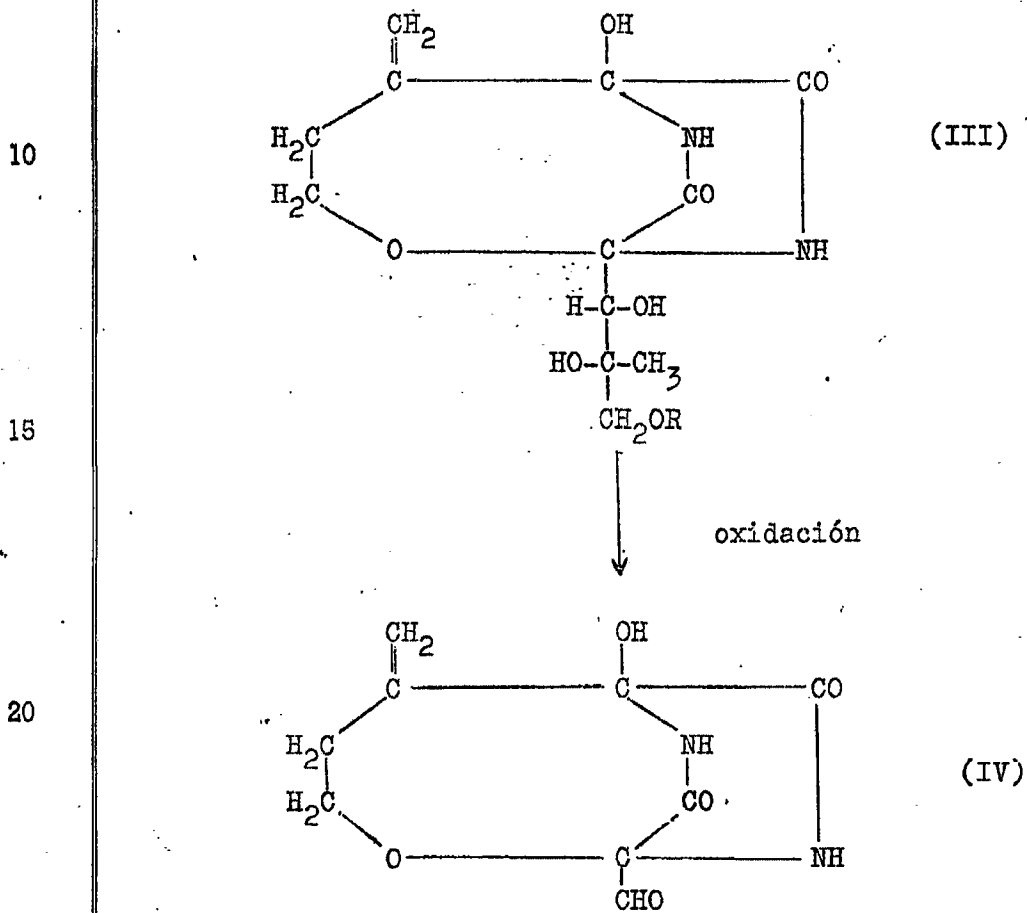 CH2 OH
C C CO
10 H2C NH (III)
H2C CO
O C NH
H-C-OH
HO-C-CH3
15 CH2OR
oxidación
CH2 OH
20 C C CO
H2C NH (IV)
H2C CO
O C NH
CHO